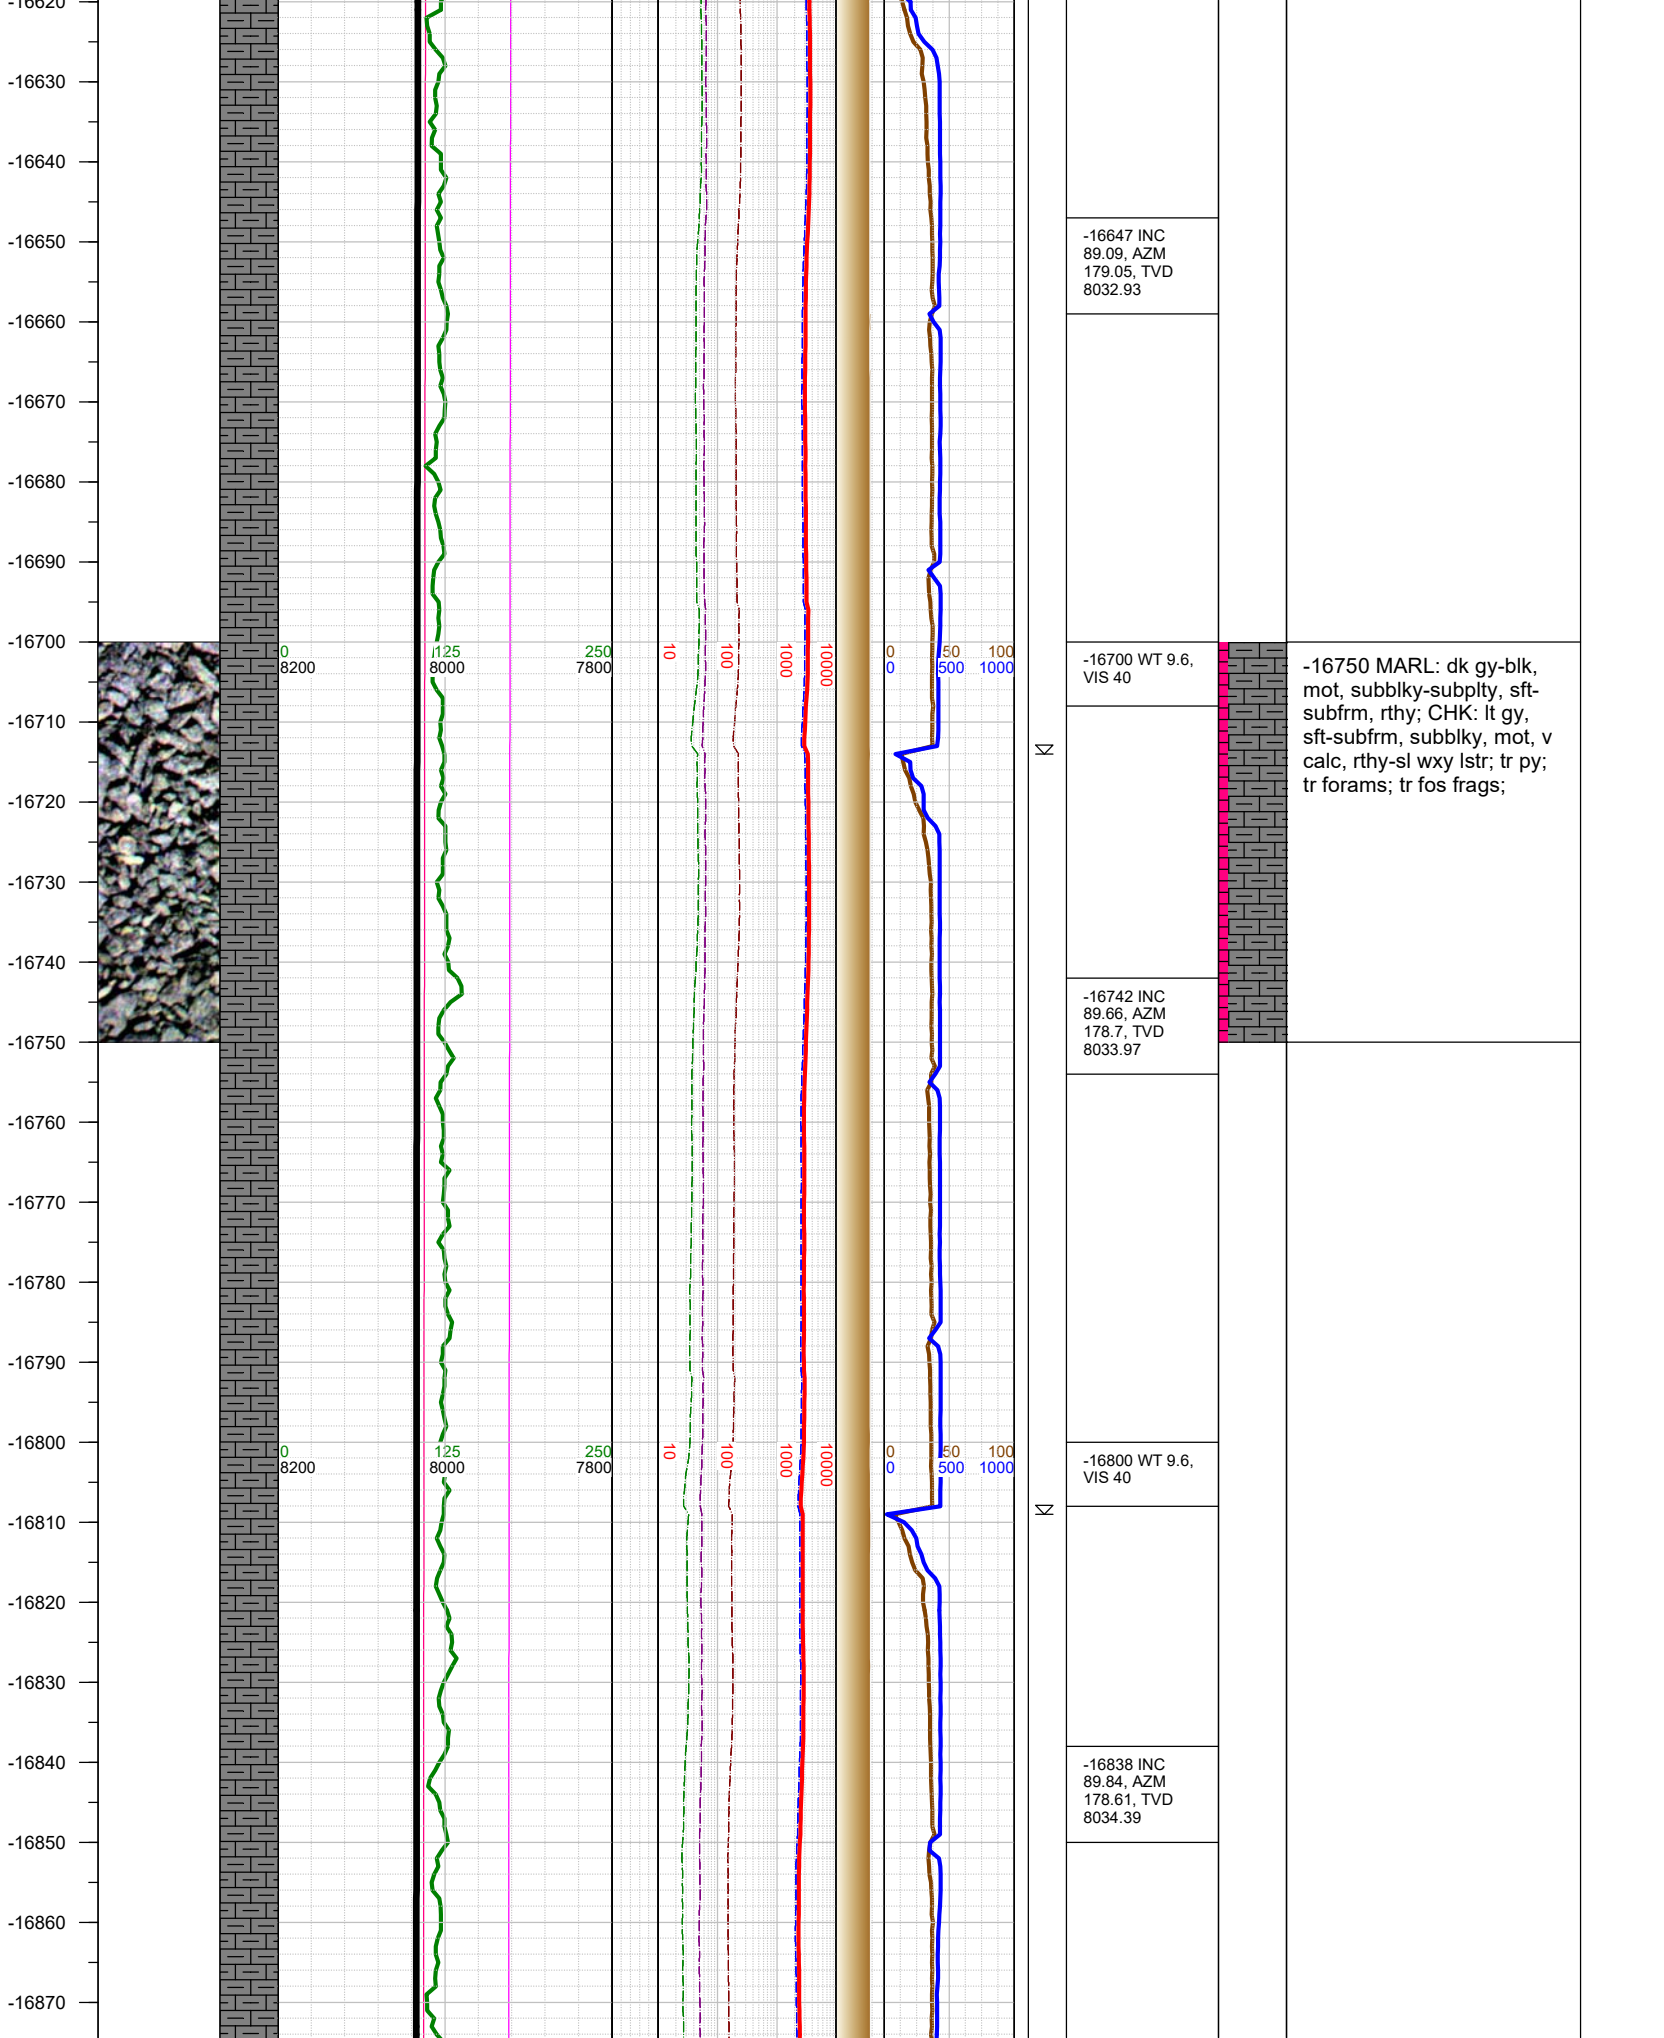 -16620
-16630
-16640
-16647 INC
89.09, AZM
179.05, TVD
8032.93
-16650
-16660
-16670
-16680
-16690
-16700
0 125 250
8200 8000 7800
10 100 1000 10000
0 50 100
0 500 1000
-16700 WT 9.6,
VIS 40
-16750 MARL: dk gy-blk,
mot, subblky-subplty, sft-
subfrm, rthy; CHK: lt gy,
sft-subfrm, subblky, mot, v
calc, rthy-sl wxy lstr; tr py;
tr forams; tr fos frags;
-16710
-16720
-16730
-16740
-16742 INC
89.66, AZM
178.7, TVD
8033.97
-16750
-16760
-16770
-16780
-16790
-16800
0 125 250
8200 8000 7800
10 100 1000 10000
0 50 100
0 500 1000
-16800 WT 9.6,
VIS 40
-16810
-16820
-16830
-16840
-16838 INC
89.84, AZM
178.61, TVD
8034.39
-16850
-16860
-16870